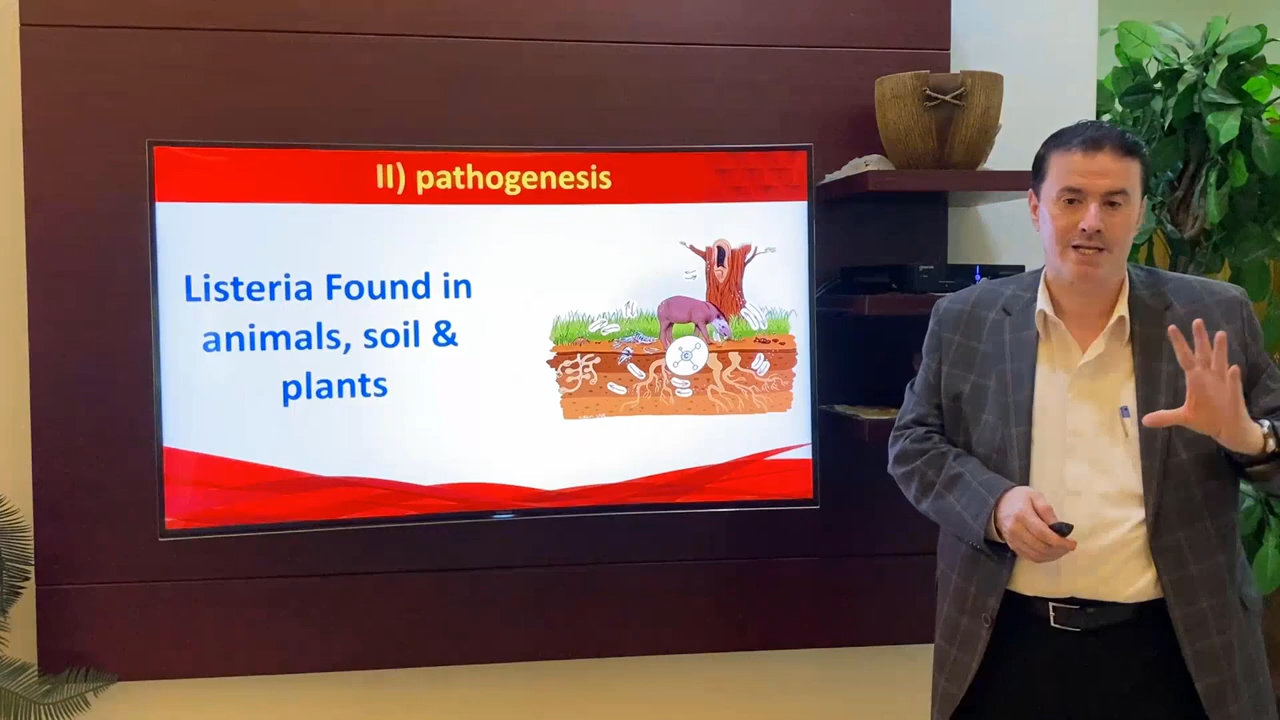 II) pathogenesis
Listeria Found in
animals, soil &
plants